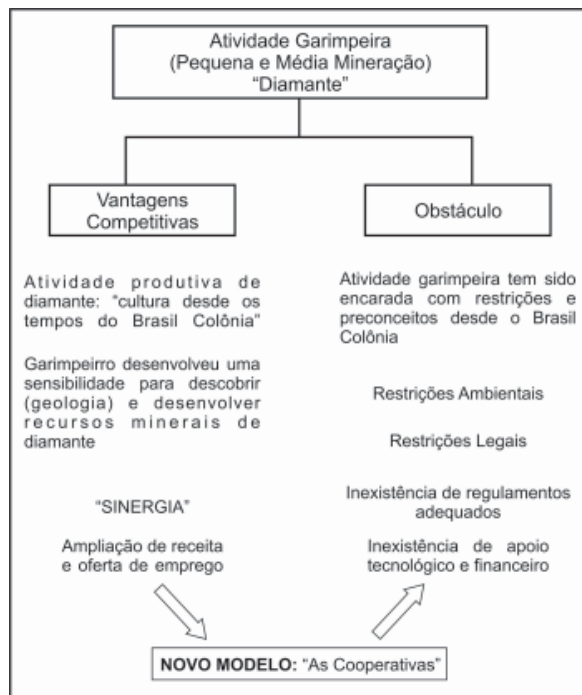 Atividade Garimpeira
(Pequena e Média Mineração)
“Diamante”
Vantagens
Competitivas
Atividade produtiva de
diamante: “cultura desde os
tempos do Brasil Colônia”
Garimpeirro desenvolveu uma
sensibilidade para descobrir
(geologia) e desenvolver
recursos minerais de
diamante
“SINERGIA”
Ampliação de receita
e oferta de emprego
Obstáculo
Atividade garimpeira tem sido
encarada com restrições e
preconceitos desde o Brasil
Colônia
Restrições Ambientais
Restrições Legais
Inexistência de regulamentos
adequados
Inexistência de apoio
tecnológico e financeiro
NOVO MODELO: “As Cooperativas”